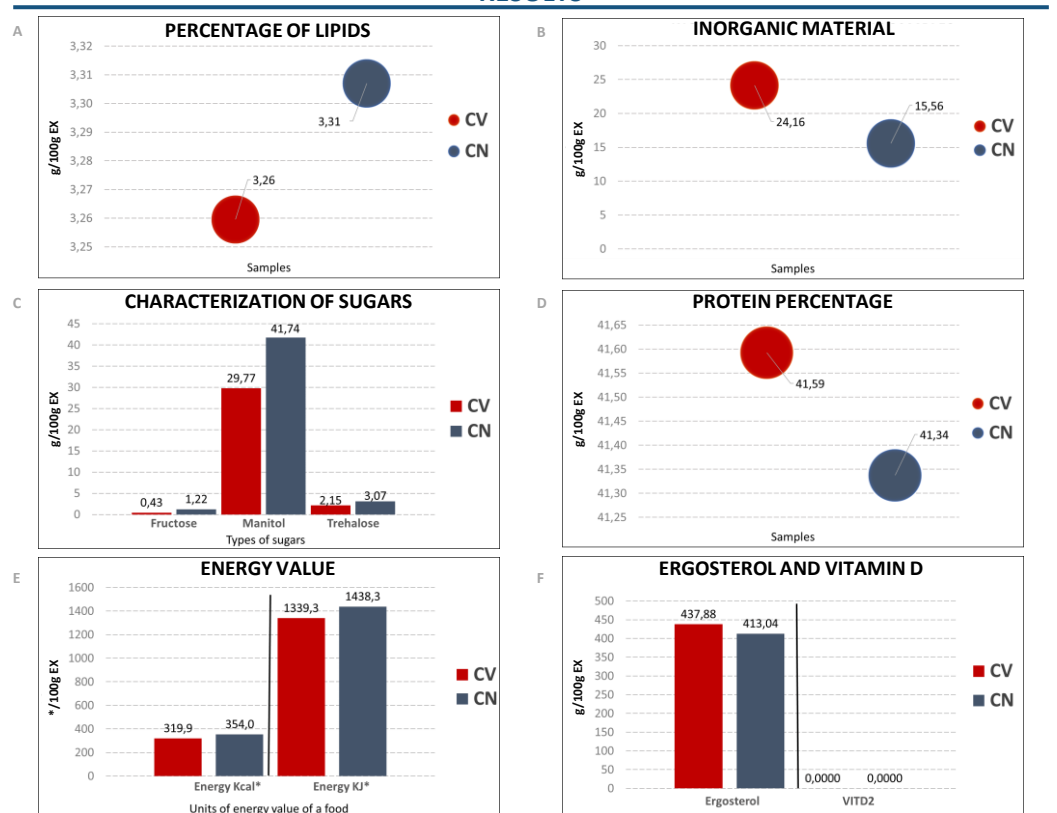 A
PERCENTAGE OF LIPIDS
3,32
3,31
3,30
3,29
3,28
3,27
3,26
3,25
g/100g EX
3,31
3,26
Samples
CV
CN
B
INORGANIC MATERIAL
30
25
20
15
10
5
0
g/100g EX
24,16
15,56
Samples
CV
CN
C
CHARACTERIZATION OF SUGARS
45
40
35
30
25
20
15
10
5
0
g/100g EX
0,43
1,22
29,77
41,74
2,15
3,07
Fructose
Manitol
Trehalose
Types of sugars
CV
CN
D
PROTEIN PERCENTAGE
41,65
41,60
41,55
41,50
41,45
41,40
41,35
41,30
41,25
g/100g EX
41,59
41,34
Samples
CV
CN
E
ENERGY VALUE
1600
1400
1200
1000
800
600
400
200
0
*/100g EX
319,9
354,0
1339,3
1438,3
Energy Kcal*
Energy KJ*
Units of energy value of a food
CV
CN
F
ERGOSTEROL AND VITAMIN D
500
450
400
350
300
250
200
150
100
50
0
g/100g EX
437,88
413,04
0,0000
0,0000
Ergosterol
VITD2
CV
CN